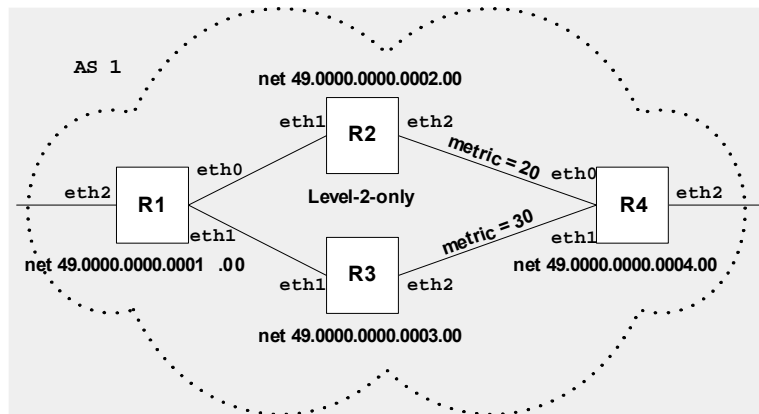 AS 1
net 49.0000.0000.0002.00
eth1
R2
eth2
metric = 20
eth0
eth0
eth2
R1
Level-2-only
R4
eth2
eth1
metric = 30
eth1
net 49.0000.0000.0001 .00
net 49.0000.0000.0004.00
eth1
R3
eth2
net 49.0000.0000.0003.00